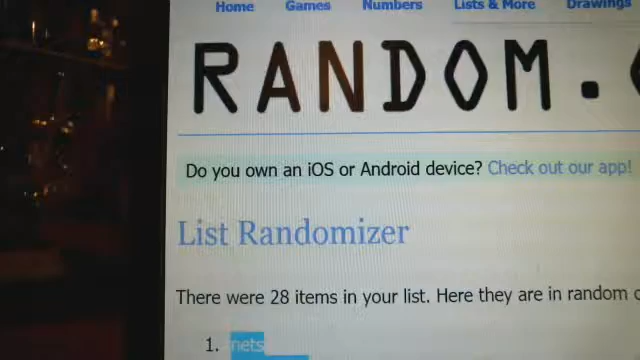 Home Games Numbers Lists & More Drawings
RANDOM.
Do you own an iOS or Android device? Check out our app!
List Randomizer
There were 28 items in your list. Here they are in random
1. nets